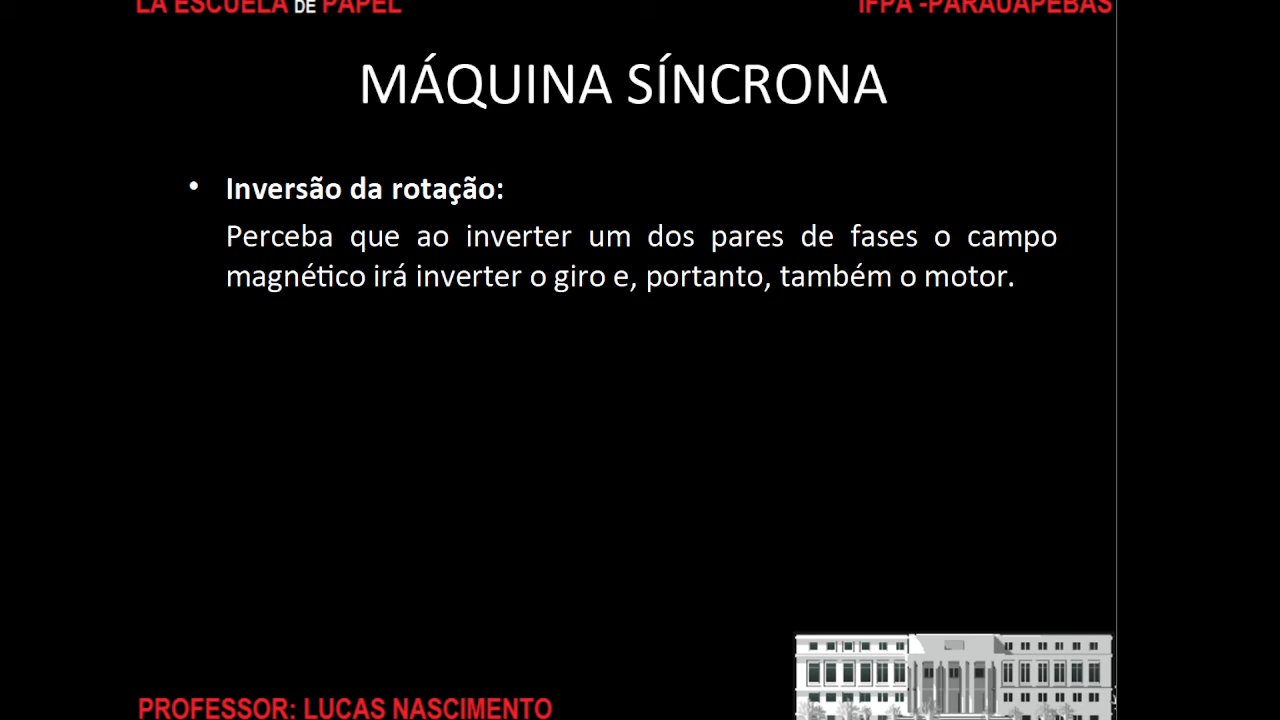 LA ESCUELA DE PAPEL IFPA -PARAUAPEBAS
MÁQUINA SÍNCRONA
• Inversão da rotação:
Perceba que ao inverter um dos pares de fases o campo
magnético irá inverter o giro e, portanto, também o motor.
PROFESSOR: LUCAS NASCIMENTO